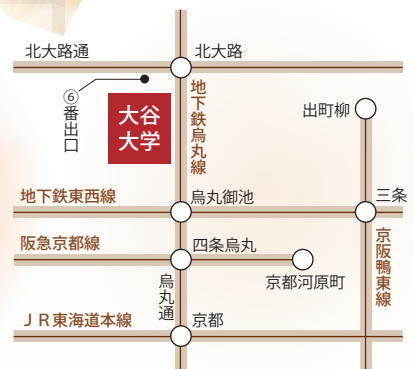 北大路通
北大路
⑥番出口
大谷
大学
地下鉄烏丸線
出町柳
地下鉄東西線
烏丸御池
三条
阪急京都線
四条烏丸
京都河原町
京阪鴨東線
烏丸通
JR東海道本線
京都